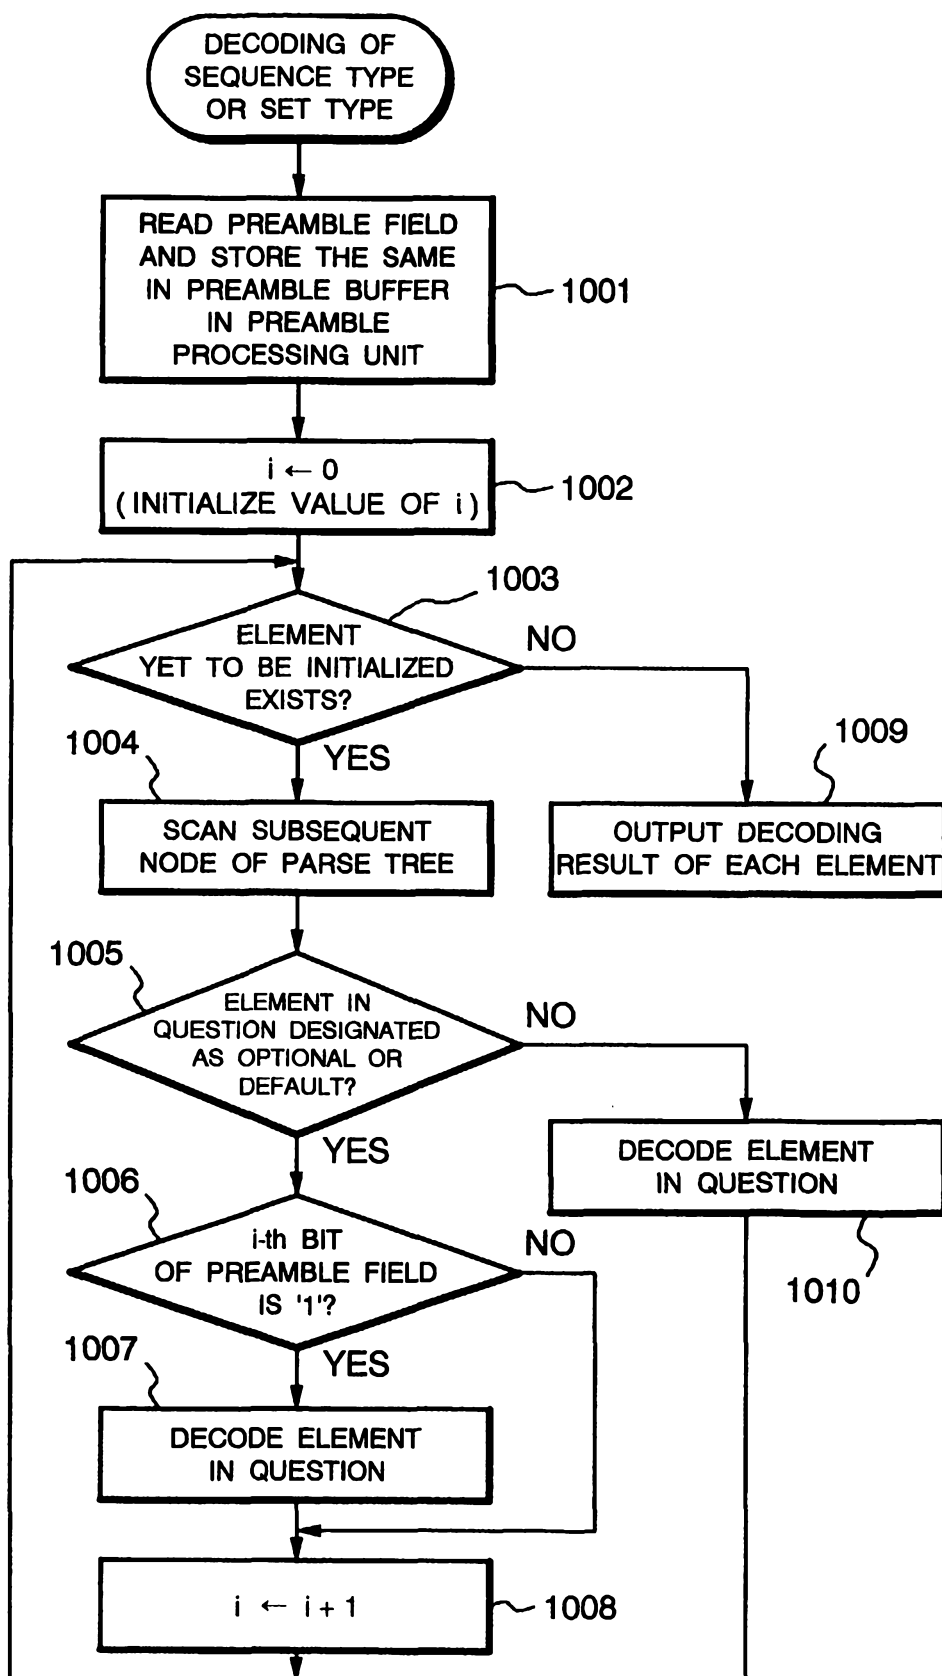 DECODING OF
SEQUENCE TYPE
OR SET TYPE
READ PREAMBLE FIELD
AND STORE THE SAME
IN PREAMBLE BUFFER
IN PREAMBLE
PROCESSING UNIT
1001
i ← 0
(INITIALIZE VALUE OF i)
1002
1003
ELEMENT
YET TO BE INITIALIZED
EXISTS?
NO
YES
1004
SCAN SUBSEQUENT
NODE OF PARSE TREE
1009
OUTPUT DECODING
RESULT OF EACH ELEMENT
1005
ELEMENT IN
QUESTION DESIGNATED
AS OPTIONAL OR
DEFAULT?
NO
YES
DECODE ELEMENT
IN QUESTION
1010
1006
i-th BIT
OF PREAMBLE FIELD
IS '1'?
NO
YES
1007
DECODE ELEMENT
IN QUESTION
i ← i + 1
1008